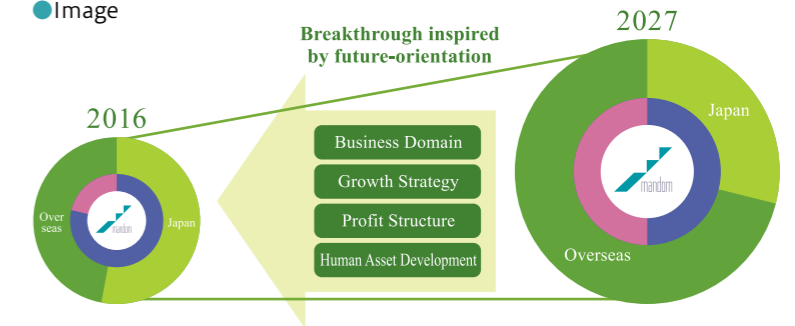 Image
Breakthrough inspired
by future-orientation
2016
Over
seas
Japan
mandom
Business Domain
Growth Strategy
Profit Structure
Human Asset Development
2027
Japan
mandom
Overseas